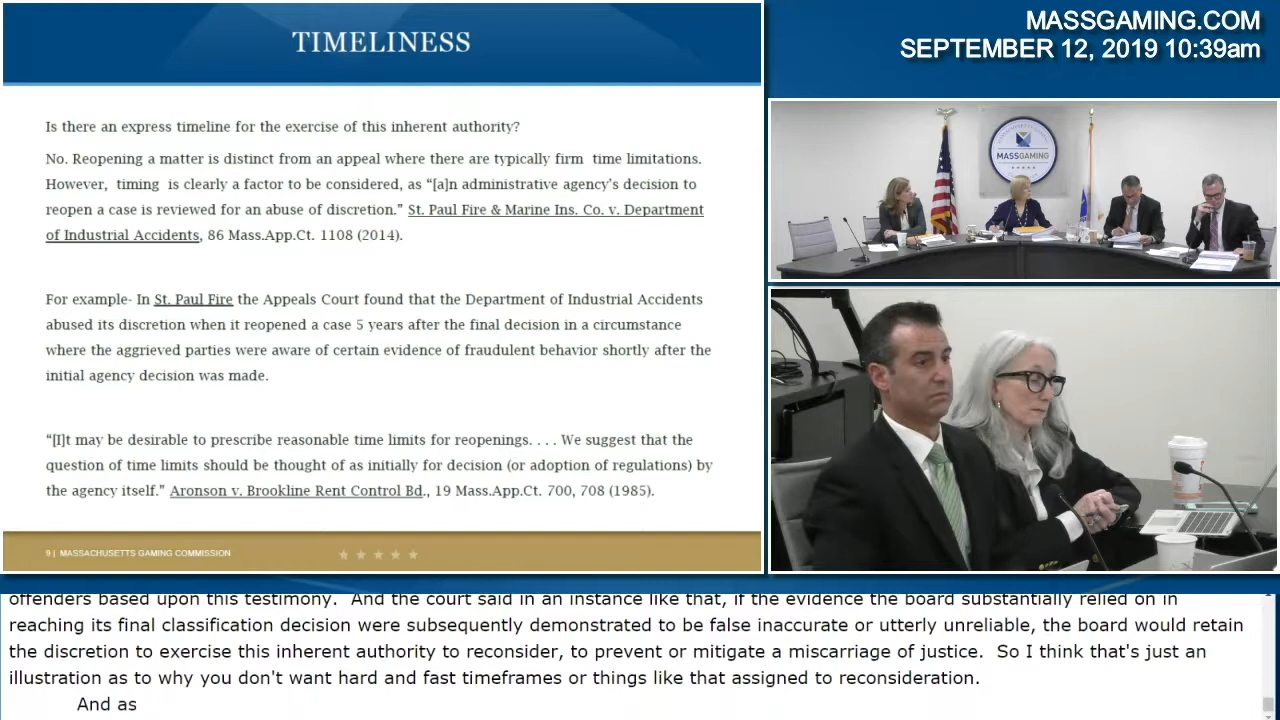 TIMELINESS
Is there an express timeline for the exercise of this inherent authority?
No. Reopening a matter is distinct from an appeal where there are typically firm time limitations.
However, timing is clearly a factor to be considered, as “[a]n administrative agency’s decision to
reopen a case is reviewed for an abuse of discretion.” St. Paul Fire & Marine Ins. Co. v. Department
of Industrial Accidents, 86 Mass.App.Ct. 1108 (2014).
For example- In St. Paul Fire the Appeals Court found that the Department of Industrial Accidents
abused its discretion when it reopened a case 5 years after the final decision in a circumstance
where the aggrieved parties were aware of certain evidence of fraudulent behavior shortly after the
initial agency decision was made.
“[I]t may be desirable to prescribe reasonable time limits for reopenings. . . . We suggest that the
question of time limits should be thought of as initially for decision (or adoption of regulations) by
the agency itself.” Aronson v. Brookline Rent Control Bd., 19 Mass.App.Ct. 700, 708 (1985).
9 | MASSACHUSETTS GAMING COMMISSION
MASSGAMING.COM
SEPTEMBER 12, 2019 10:39am
MASSGAMING
offenders based upon this testimony. And the court said in an instance like that, if the evidence the board substantially relied on in
reaching its final classification decision were subsequently demonstrated to be false inaccurate or utterly unreliable, the board would retain
the discretion to exercise this inherent authority to reconsider, to prevent or mitigate a miscarriage of justice. So I think that's just an
illustration as to why you don't want hard and fast timeframes or things like that assigned to reconsideration.
And as